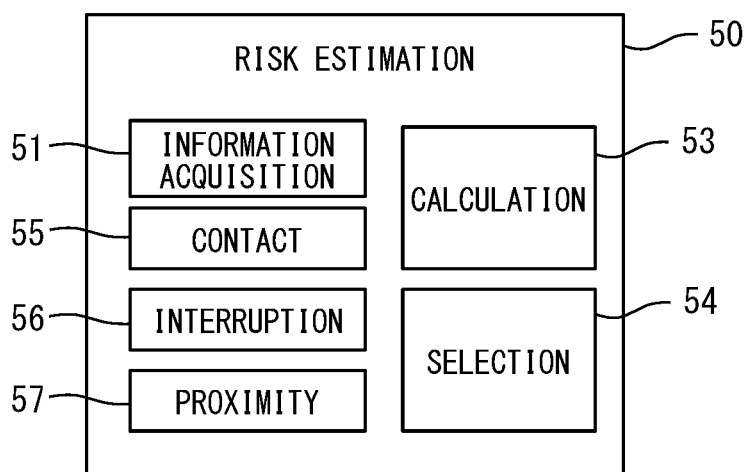 RISK ESTIMATION
50
51
INFORMATION
ACQUISITION
55
CONTACT
56
INTERRUPTION
57
PROXIMITY
CALCULATION
53
SELECTION
54